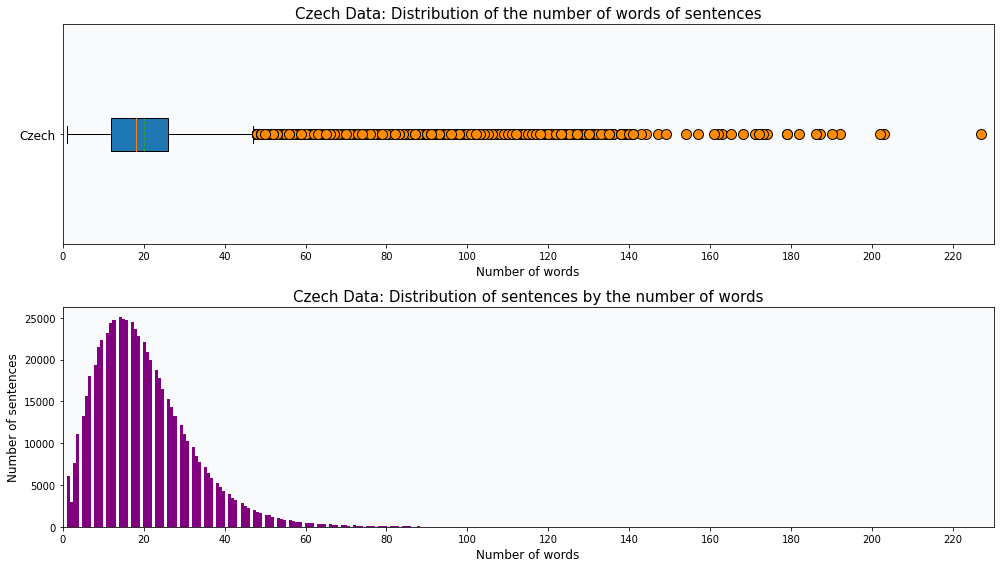 Czech Data: Distribution of the number of words of sentences
Czech
0 20 40 60 80 100 120 140 160 180 200 220
Number of words
Czech Data: Distribution of sentences by the number of words
Number of sentences
25000
20000
15000
10000
5000
0
0 20 40 60 80 100 120 140 160 180 200 220
Number of words